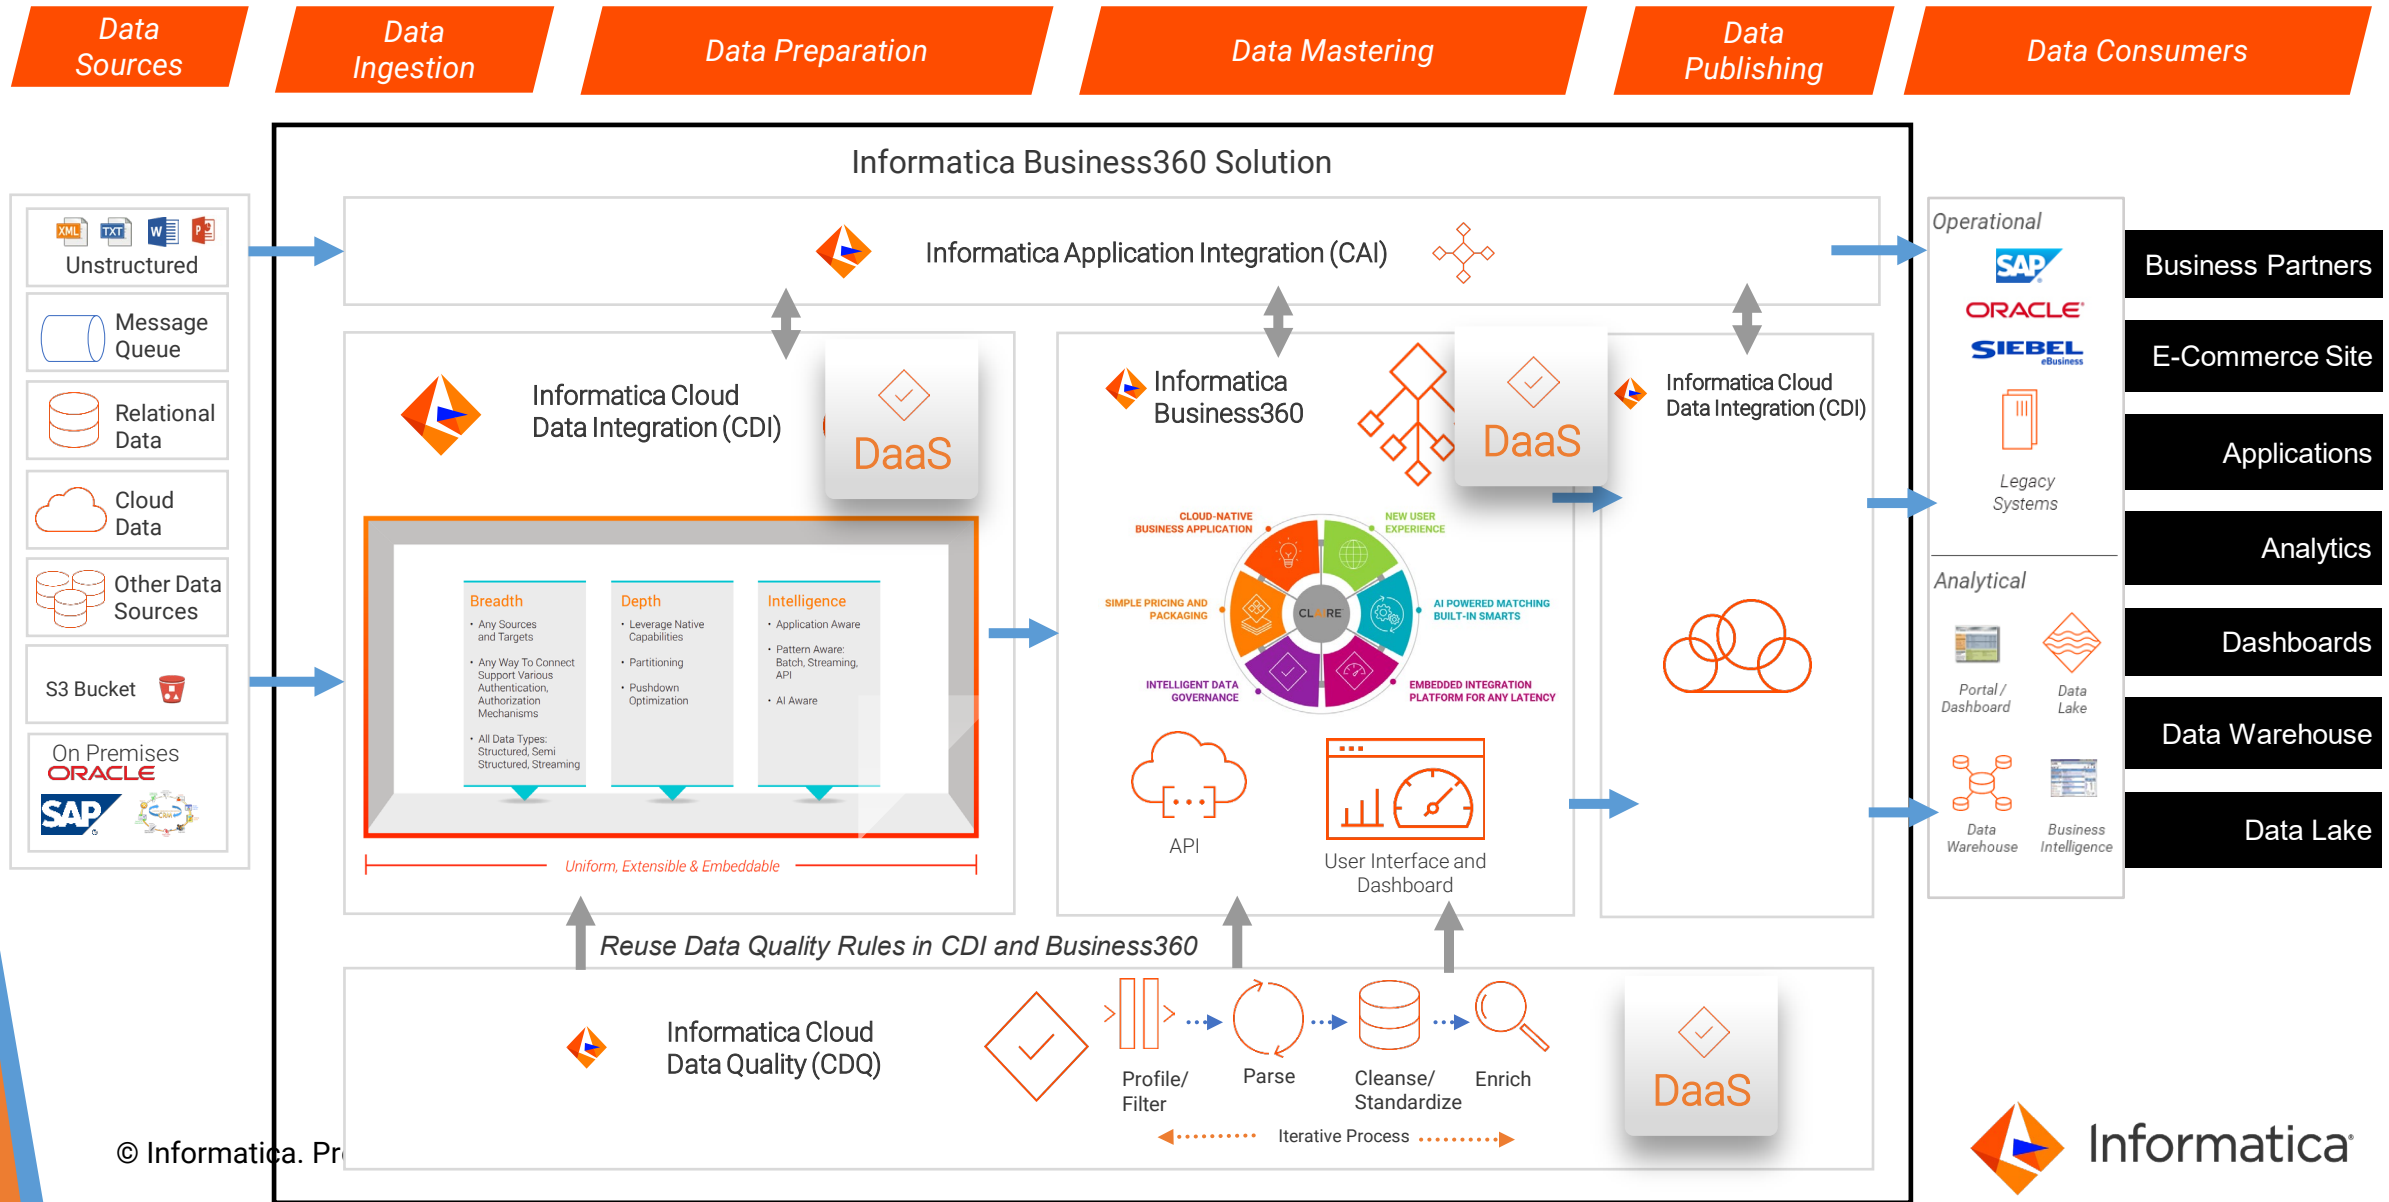 Data
Sources
Data
Ingestion
Data Preparation
Data Mastering
Data
Publishing
Data Consumers
Informatica Business360 Solution
XML
TXT
W
P
Unstructured
Message
Queue
Relational
Data
Cloud
Data
Other Data
Sources
S3 Bucket
On Premises
ORACLE
SAP
Informatica Application Integration (CAI)
Informatica Cloud
Data Integration (CDI)
DaaS
Breadth
• Any Sources
and Targets
• Any Way To Connect
Support Various
Authentication,
Authorization
Mechanisms
• All Data Types:
Structured, Semi
Structured, Streaming
Depth
• Leverage Native
Capabilities
• Partitioning
• Pushdown
Optimization
Intelligence
• Application Aware
• Pattern Aware:
Batch, Streaming,
API
• AI Aware
Uniform, Extensible & Embeddable
Informatica
Business360
DaaS
CLOUD-NATIVE
BUSINESS APPLICATION
NEW USER
EXPERIENCE
SIMPLE PRICING AND
PACKAGING
CLAIRE
AI POWERED MATCHING
BUILT-IN SMARTS
INTELLIGENT DATA
GOVERNANCE
EMBEDDED INTEGRATION
PLATFORM FOR ANY LATENCY
API
User Interface and
Dashboard
Informatica Cloud
Data Integration (CDI)
Operational
SAP
ORACLE
SIEBEL
eBusiness
Legacy
Systems
Analytical
Portal /
Dashboard
Data
Lake
Data
Warehouse
Business
Intelligence
Business Partners
E-Commerce Site
Applications
Analytics
Dashboards
Data Warehouse
Data Lake
Reuse Data Quality Rules in CDI and Business360
Informatica Cloud
Data Quality (CDQ)
Profile/
Filter
Parse
Cleanse/
Standardize
Enrich
Iterative Process
DaaS
© Informatica. Pr
Informatica